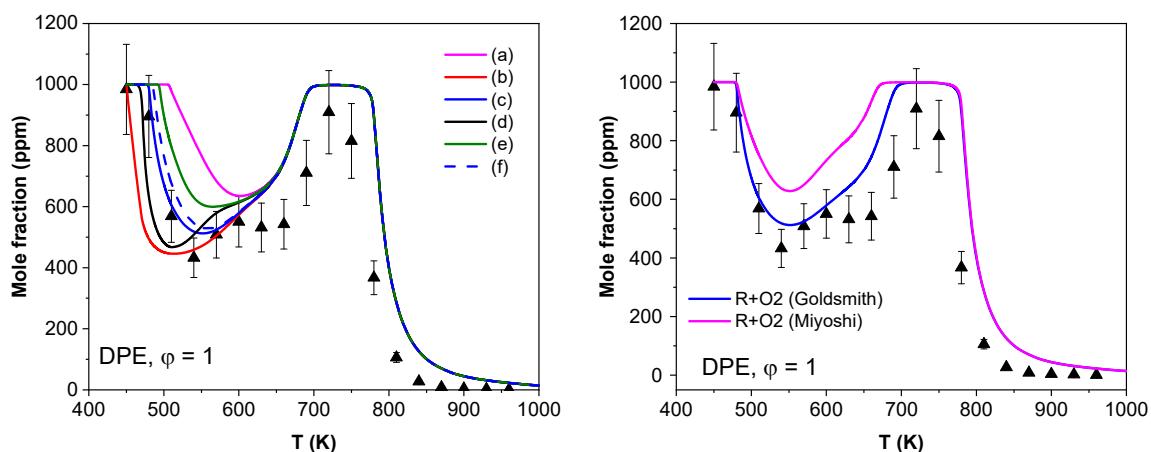 1200
1000
800
600
400
200
0
Mole fraction (ppm)
400 500 600 700 800 900 1000
T (K)
(a)
(b)
(c)
(d)
(e)
(f)
DPE, φ = 1
1200
1000
800
600
400
200
0
Mole fraction (ppm)
400 500 600 700 800 900 1000
T (K)
R+O2 (Goldsmith)
R+O2 (Miyoshi)
DPE, φ = 1